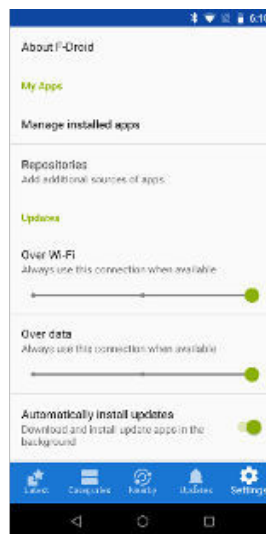 6:10
About F-Droid
My Apps
Manage installed apps
Repositories
Add additional sources of apps
Updates
Over Wi-Fi
Always use this connection when available
Over data
Always use this connection when available
Automatically install updates
Download and install update apps in the
background
Latest Categories Nearby Updates Settings